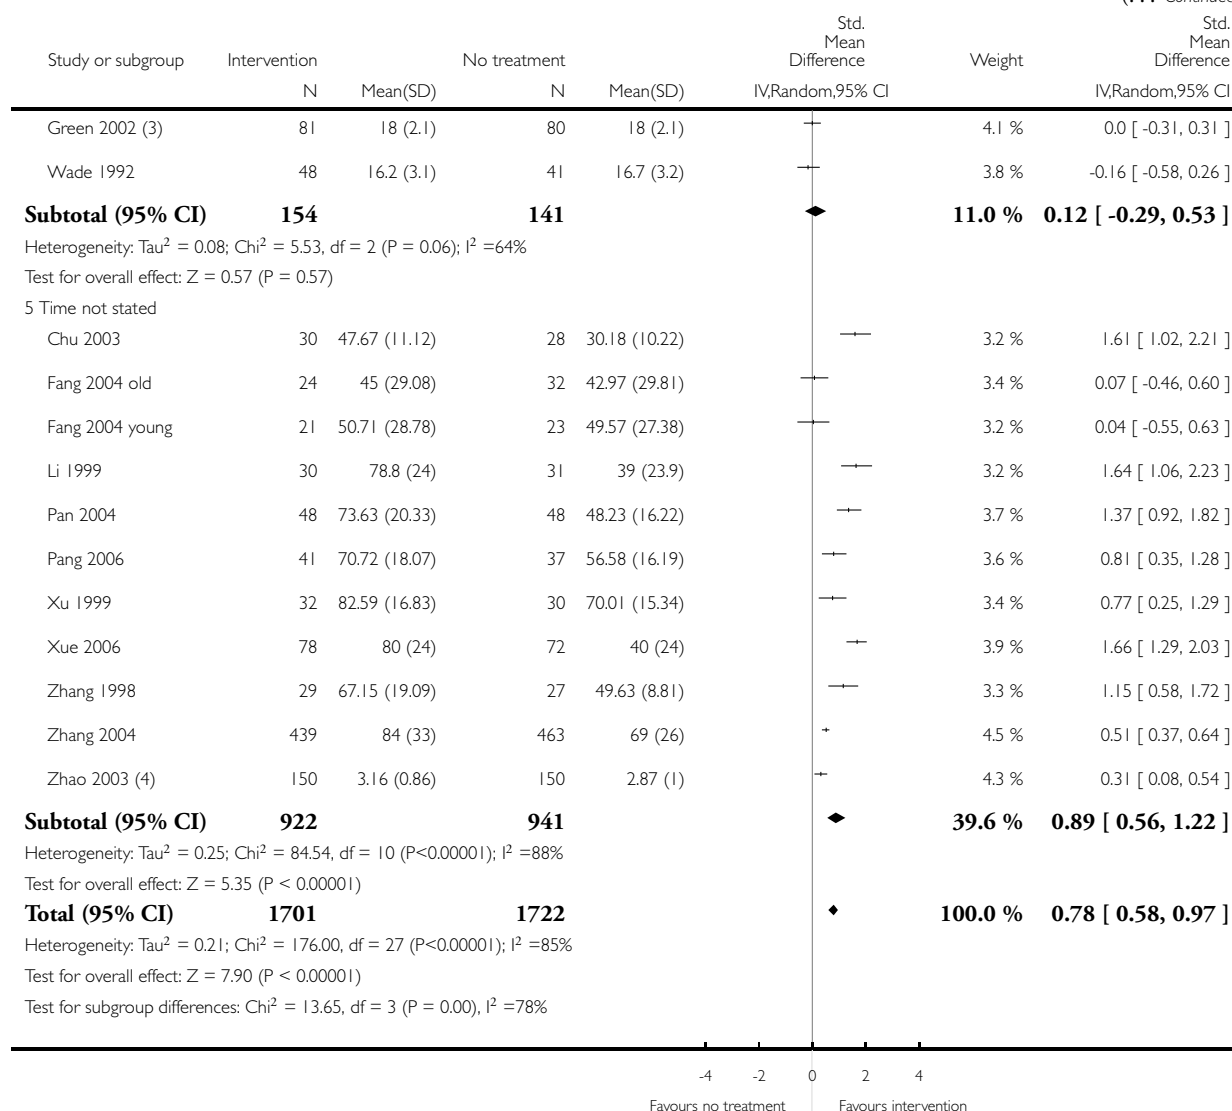 Std.
Mean
Difference
Std.
Mean
Difference
Study or subgroup Intervention No treatment Weight
N Mean(SD) N Mean(SD) IV,Random,95% CI IV,Random,95% CI
Green 2002 (3) 81 18 (2.1) 80 18 (2.1) 4.1 % 0.0 [ -0.31, 0.31 ]
Wade 1992 48 16.2 (3.1) 41 16.7 (3.2) 3.8 % -0.16 [ -0.58, 0.26 ]
Subtotal (95% CI) 154 141 11.0 % 0.12 [ -0.29, 0.53 ]
Heterogeneity: Tau² = 0.08; Chi² = 5.53, df = 2 (P = 0.06); I² =64%
Test for overall effect: Z = 0.57 (P = 0.57)
5 Time not stated
Chu 2003 30 47.67 (11.12) 28 30.18 (10.22) 3.2 % 1.61 [ 1.02, 2.21 ]
Fang 2004 old 24 45 (29.08) 32 42.97 (29.81) 3.4 % 0.07 [ -0.46, 0.60 ]
Fang 2004 young 21 50.71 (28.78) 23 49.57 (27.38) 3.2 % 0.04 [ -0.55, 0.63 ]
Li 1999 30 78.8 (24) 31 39 (23.9) 3.2 % 1.64 [ 1.06, 2.23 ]
Pan 2004 48 73.63 (20.33) 48 48.23 (16.22) 3.7 % 1.37 [ 0.92, 1.82 ]
Pang 2006 41 70.72 (18.07) 37 56.58 (16.19) 3.6 % 0.81 [ 0.35, 1.28 ]
Xu 1999 32 82.59 (16.83) 30 70.01 (15.34) 3.4 % 0.77 [ 0.25, 1.29 ]
Xue 2006 78 80 (24) 72 40 (24) 3.9 % 1.66 [ 1.29, 2.03 ]
Zhang 1998 29 67.15 (19.09) 27 49.63 (8.81) 3.3 % 1.15 [ 0.58, 1.72 ]
Zhang 2004 439 84 (33) 463 69 (26) 4.5 % 0.51 [ 0.37, 0.64 ]
Zhao 2003 (4) 150 3.16 (0.86) 150 2.87 (1) 4.3 % 0.31 [ 0.08, 0.54 ]
Subtotal (95% CI) 922 941 39.6 % 0.89 [ 0.56, 1.22 ]
Heterogeneity: Tau² = 0.25; Chi² = 84.54, df = 10 (P<0.00001); I² =88%
Test for overall effect: Z = 5.35 (P < 0.00001)
Total (95% CI) 1701 1722 100.0 % 0.78 [ 0.58, 0.97 ]
Heterogeneity: Tau² = 0.21; Chi² = 176.00, df = 27 (P<0.00001); I² =85%
Test for overall effect: Z = 7.90 (P < 0.00001)
Test for subgroup differences: Chi² = 13.65, df = 3 (P = 0.00), I² =78%
-4 -2 0 2 4
Favours no treatment Favours intervention